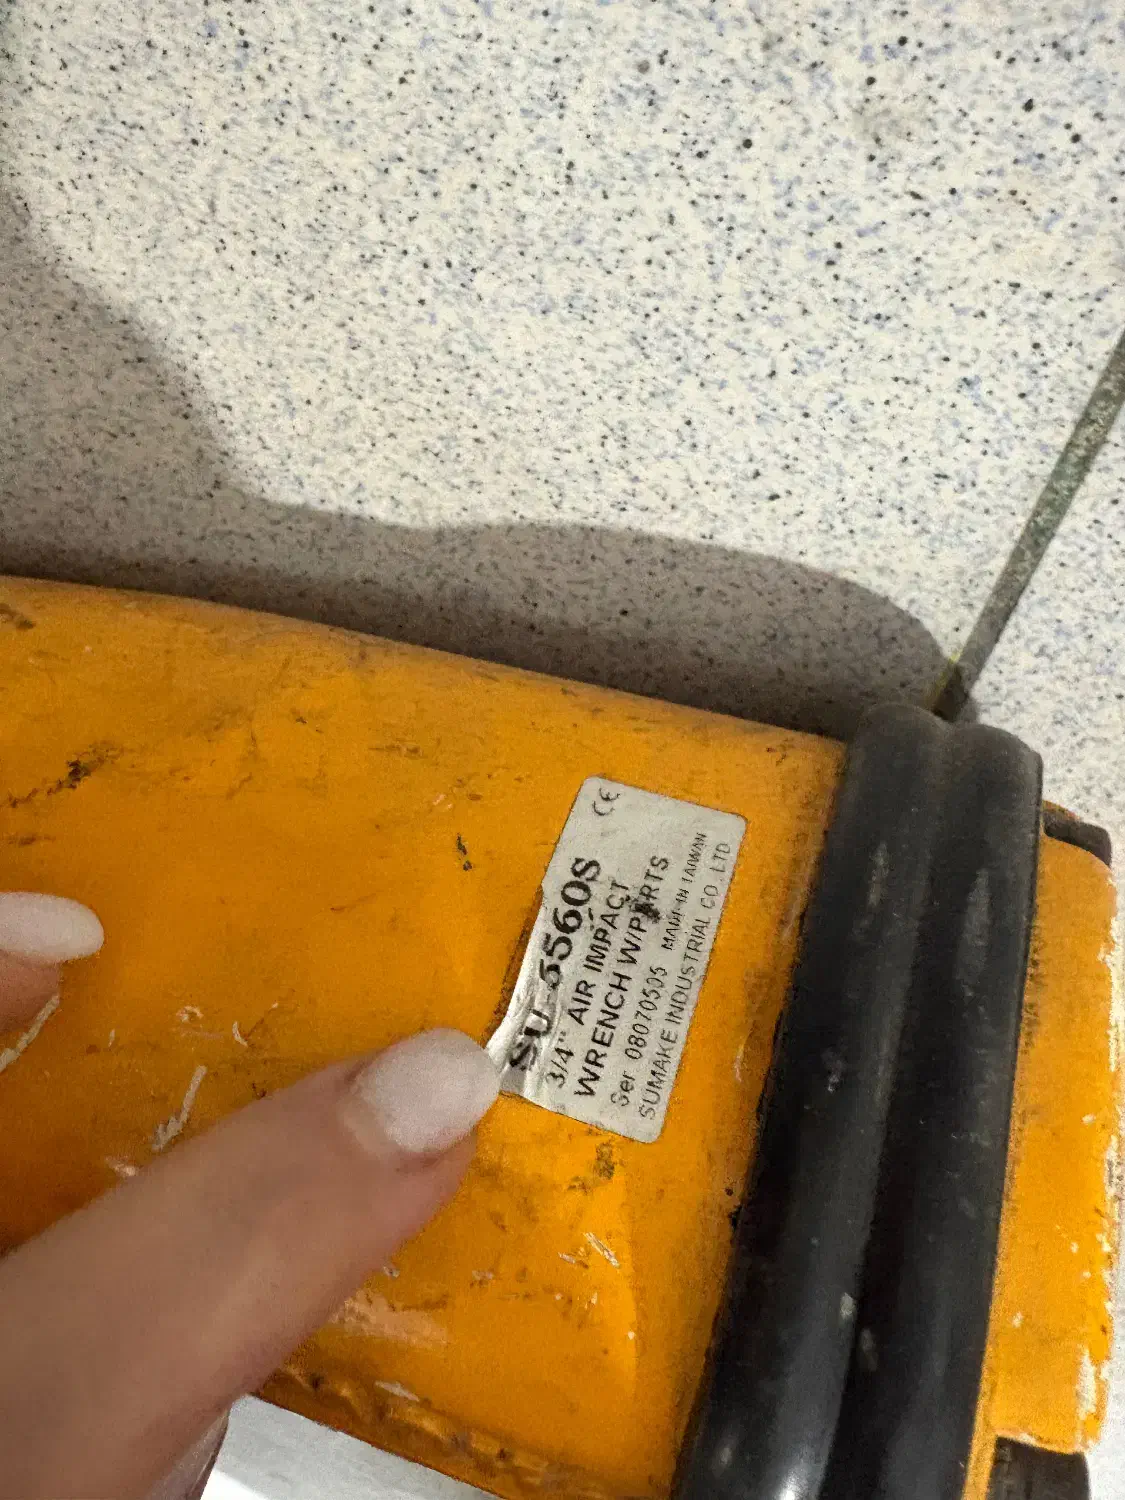 CE
SU-5560S
3/4" AIR IMPACT
WRENCH W/PARTS
Ser 08070505 MADE IN TAIWAN
SUMAKE INDUSTRIAL CO.,LTD